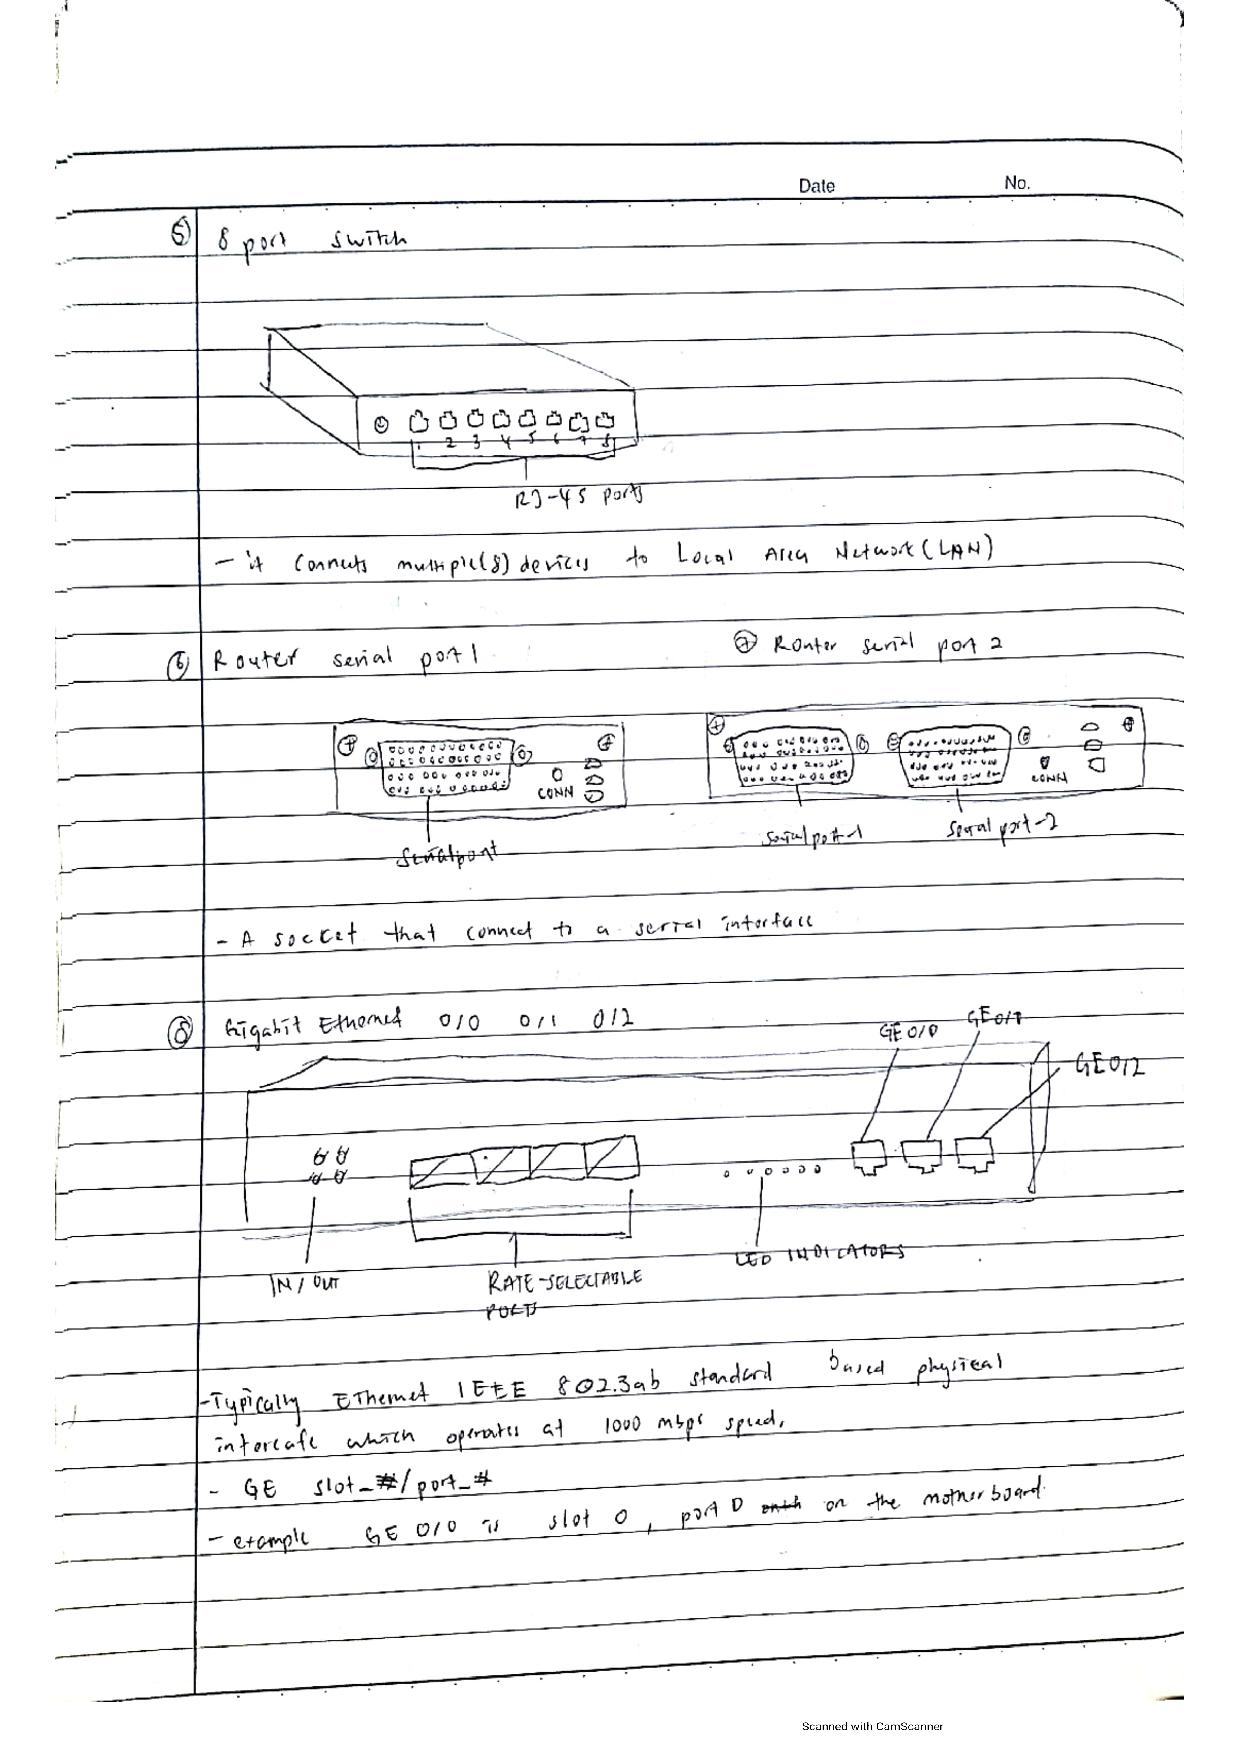 Date No.
⑤ 8 port switch
1 2 3 4 5 6 7 8
RJ-45 ports
- it connects multiple(8) devices to Local Area Network (LAN)
⑥ Router serial port 1
⑦ Router serial port 2
CONN
CONN
Serial port
Serial port-1
Serial port-2
- A socket that connect to a serial interface
⑧ Gigabit Ethernet 0/0 0/1 0/2
GE 0/0
GE 0/1
GE 0/2
IN / OUT
RATE-SELECTABLE
PORTS
LED INDICATORS
- Typically Ethernet IEEE 802.3ab standard based physical
intercafe which operates at 1000 mbps speed.
- GE slot_#/port_#
- example GE 0/0 is slot 0, port 0 on the motherboard.
Scanned with CamScanner